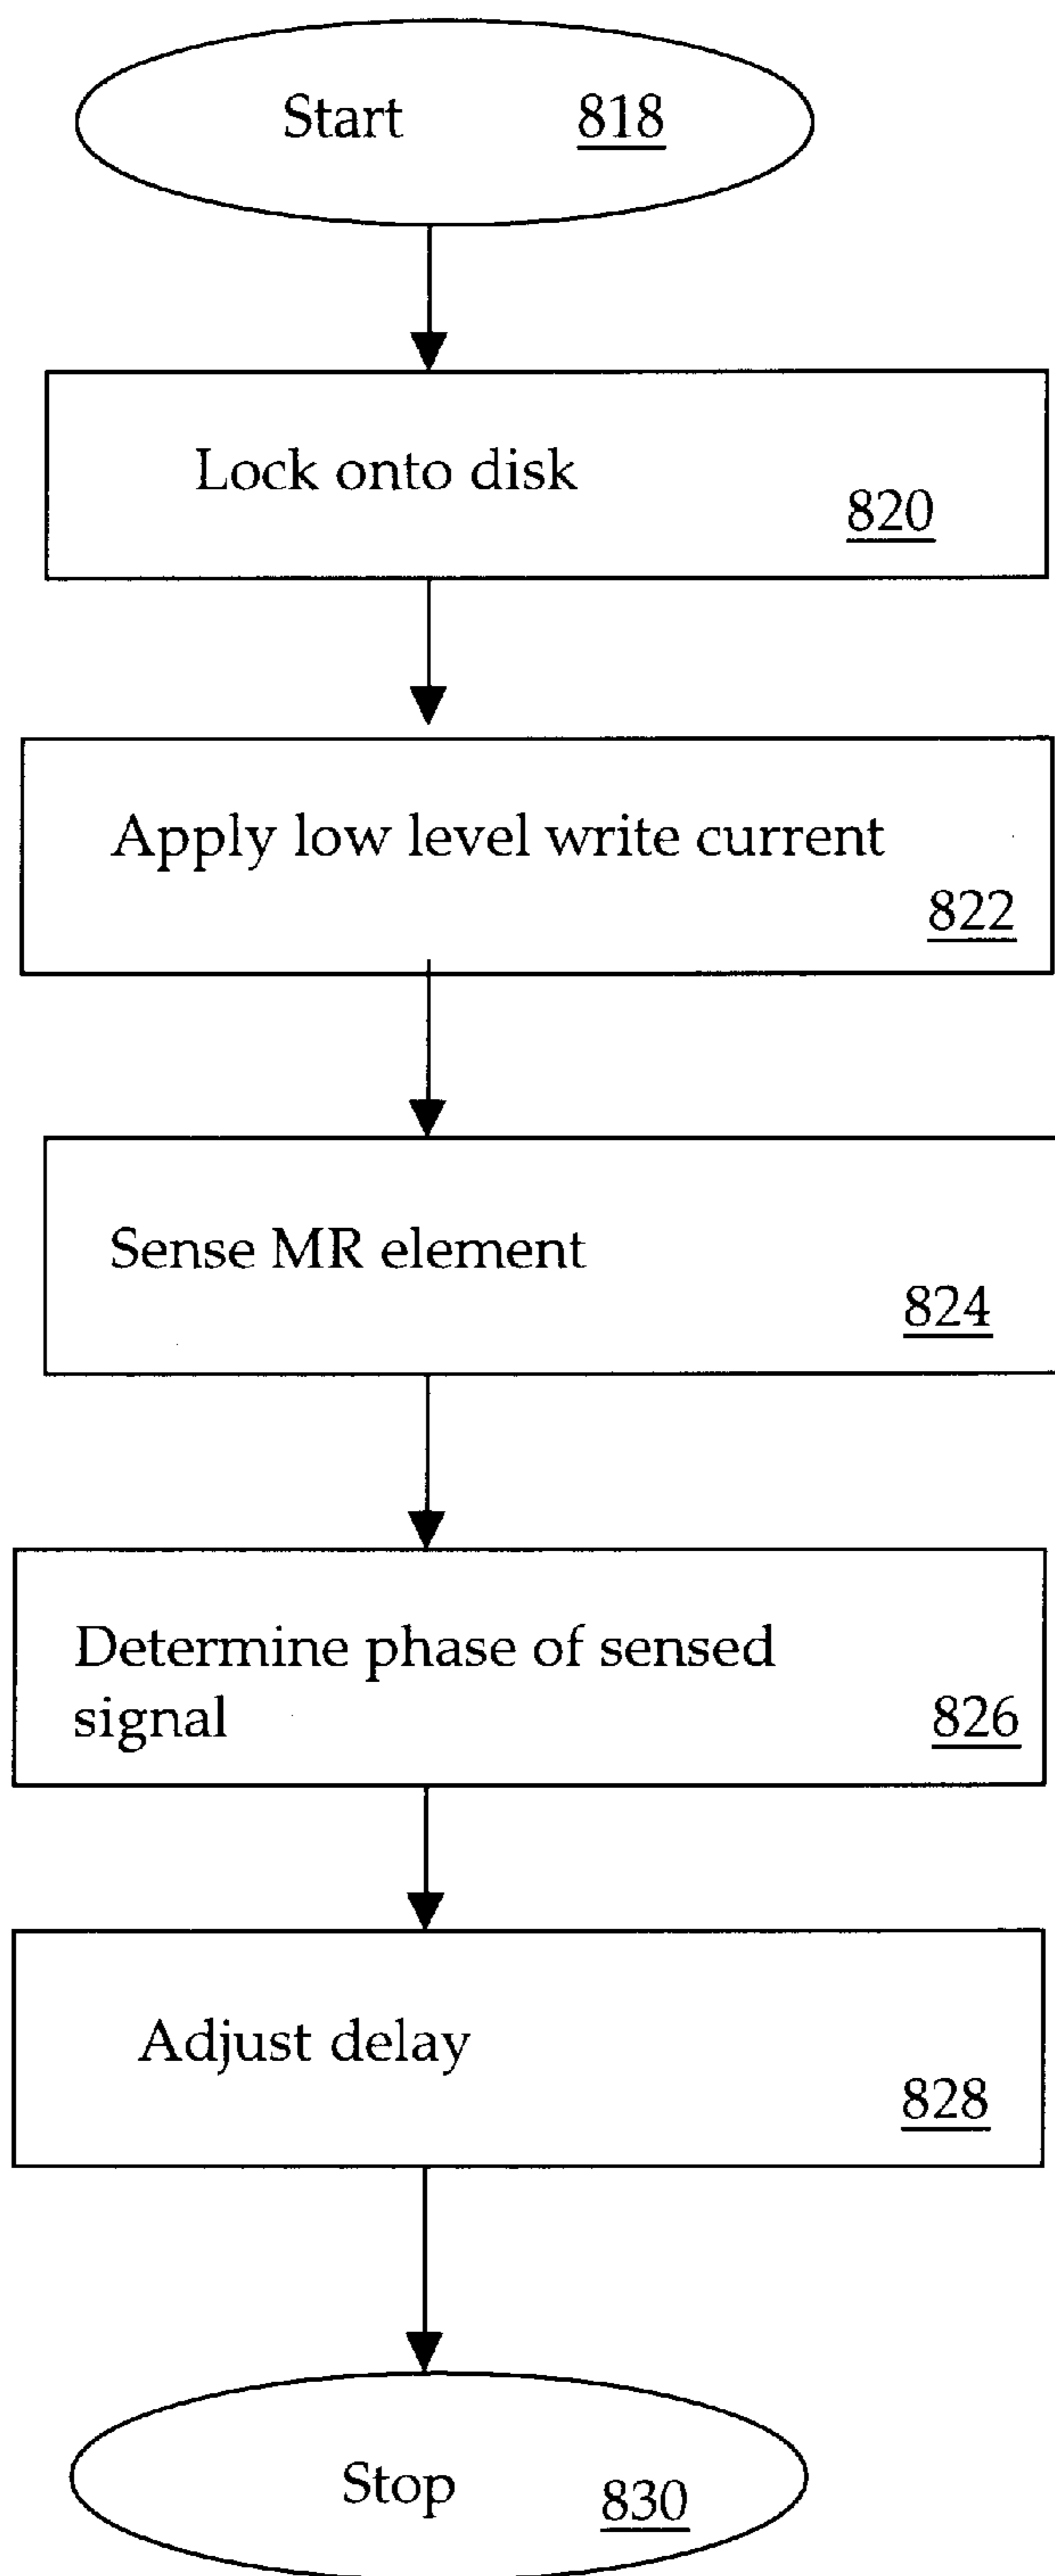 Start 818
Lock onto disk
820
Apply low level write current
822
Sense MR element
824
Determine phase of sensed
signal 826
Adjust delay
828
Stop 830